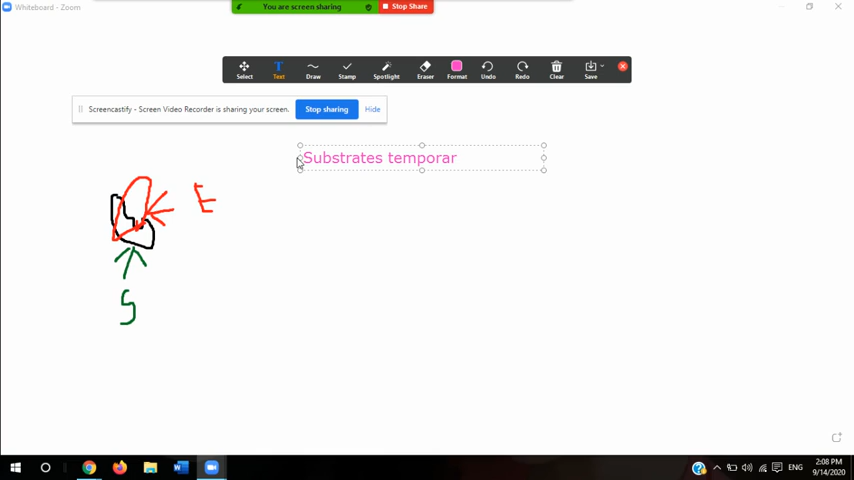 Whiteboard - Zoom
You are screen sharing
Stop Share
Select
Text
Draw
Stamp
Spotlight
Eraser
Format
Undo
Redo
Clear
Save
Screencastify - Screen Video Recorder is sharing your screen.
Stop sharing
Hide
Substrates temporar
E
S
ENG
2:08 PM
9/14/2020